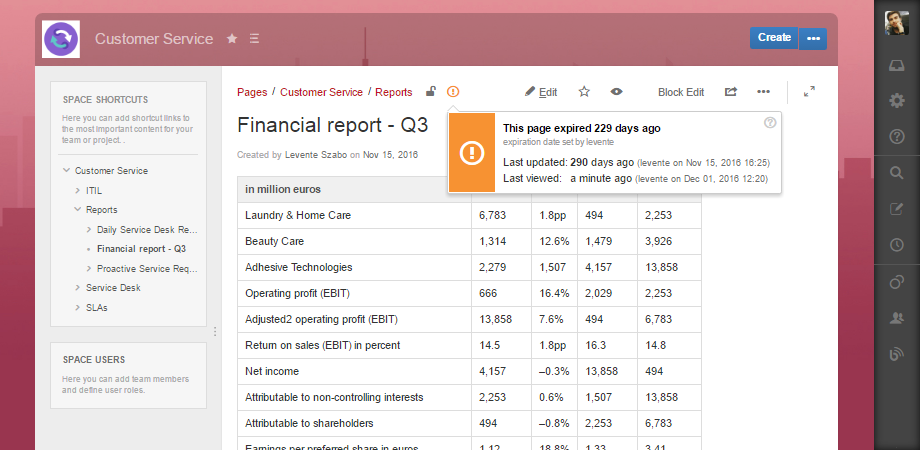 Customer Service
Create
SPACE SHORTCUTS
Here you can add shortcut links to
the most important content for your
team or project. .
Customer Service
ITIL
Reports
Daily Service Desk Re...
Financial report - Q3
Proactive Service Req...
Service Desk
SLAs
SPACE USERS
Here you can add team members
and define user roles.
Pages / Customer Service / Reports
Edit
Block Edit
Financial report - Q3
Created by Levente Szabo on Nov 15, 2016
This page expired 229 days ago
expiration date set by levente
Last updated: 290 days ago (levente on Nov 15, 2016 16:25)
Last viewed: a minute ago (levente on Dec 01, 2016 12:20)
in million euros
Laundry & Home Care 6,783 1.8pp 494 2,253
Beauty Care 1,314 12.6% 1,479 3,926
Adhesive Technologies 2,279 1,507 4,157 13,858
Operating profit (EBIT) 666 16.4% 2,029 2,253
Adjusted2 operating profit (EBIT) 13,858 7.6% 494 6,783
Return on sales (EBIT) in percent 14.5 1.8pp 16.3 14.8
Net income 4,157 –0.3% 13,858 494
Attributable to non-controlling interests 2,253 0.6% 1,507 13,858
Attributable to shareholders 494 –0.8% 2,253 6,783
Earnings per preferred share in euros 1.12 18.8% 1.33 3.41